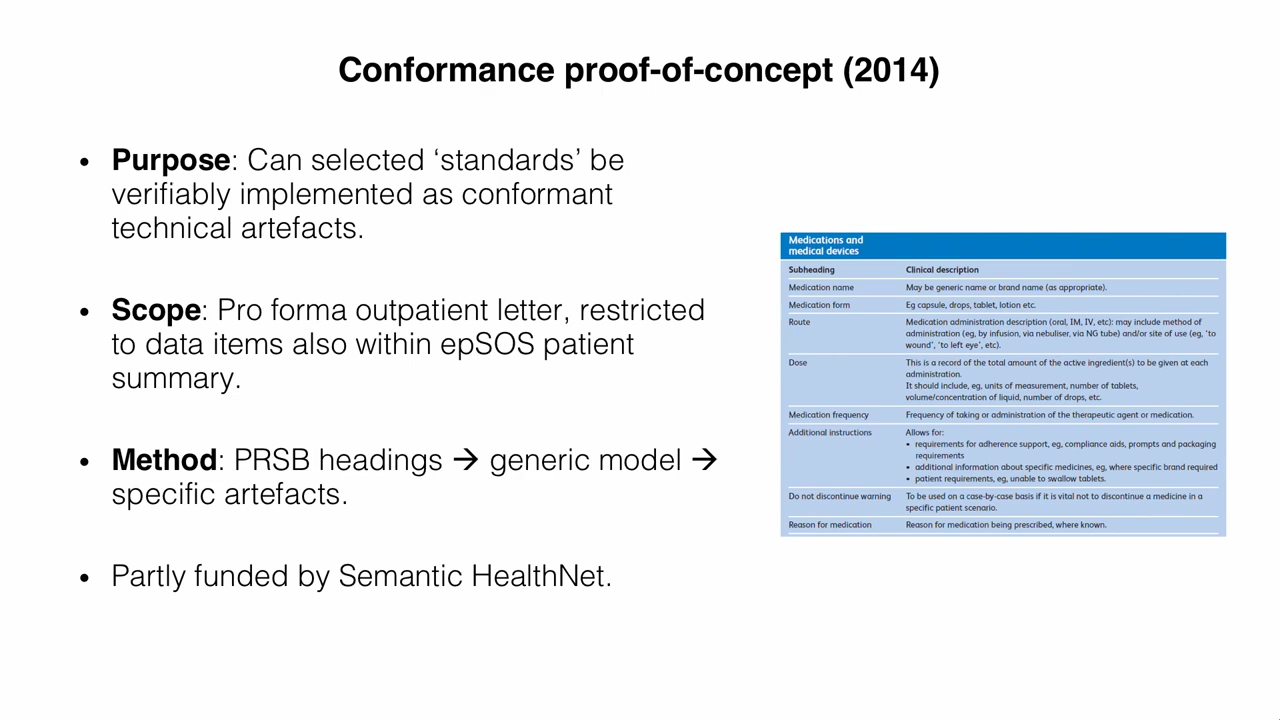 Conformance proof-of-concept (2014)
• Purpose: Can selected ‘standards’ be
verifiably implemented as conformant
technical artefacts.
• Scope: Pro forma outpatient letter, restricted
to data items also within epSOS patient
summary.
• Method: PRSB headings → generic model →
specific artefacts.
• Partly funded by Semantic HealthNet.
Medications and
medical devices
Subheading Clinical description
Medication name May be generic name or brand name (as appropriate).
Medication form Eg capsule, drops, tablet, lotion etc.
Route Medication administration description (oral, IM, IV, etc): may include method of
administration (eg, by infusion, via nebuliser, via NG tube) and/or site of use (eg, ‘to
wound’, ‘to left eye’, etc).
Dose This is a record of the total amount of the active ingredient(s) to be given at each
administration.
It should include, eg, units of measurement, number of tablets,
volume/concentration of liquid, number of drops, etc.
Medication frequency Frequency of taking or administration of the therapeutic agent or medication.
Additional instructions Allows for:
• requirements for adherence support, eg, compliance aids, prompts and packaging
requirements
• additional information about specific medicines, eg, where specific brand required
• patient requirements, eg, unable to swallow tablets.
Do not discontinue warning To be used on a case-by-case basis if it is vital not to discontinue a medicine in a
specific patient scenario.
Reason for medication Reason for medication being prescribed, where known.